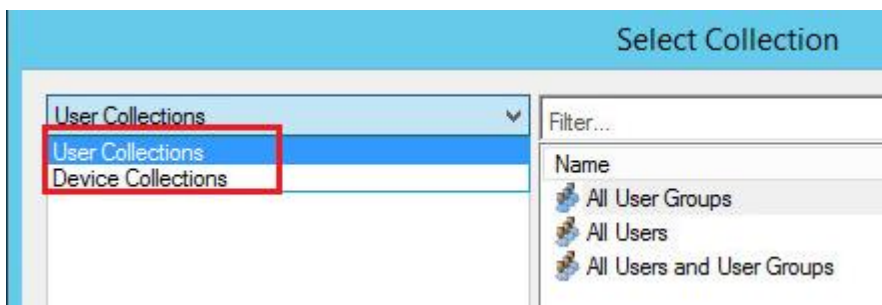 Select Collection
User Collections
User Collections
Device Collections
Filter...
Name
All User Groups
All Users
All Users and User Groups